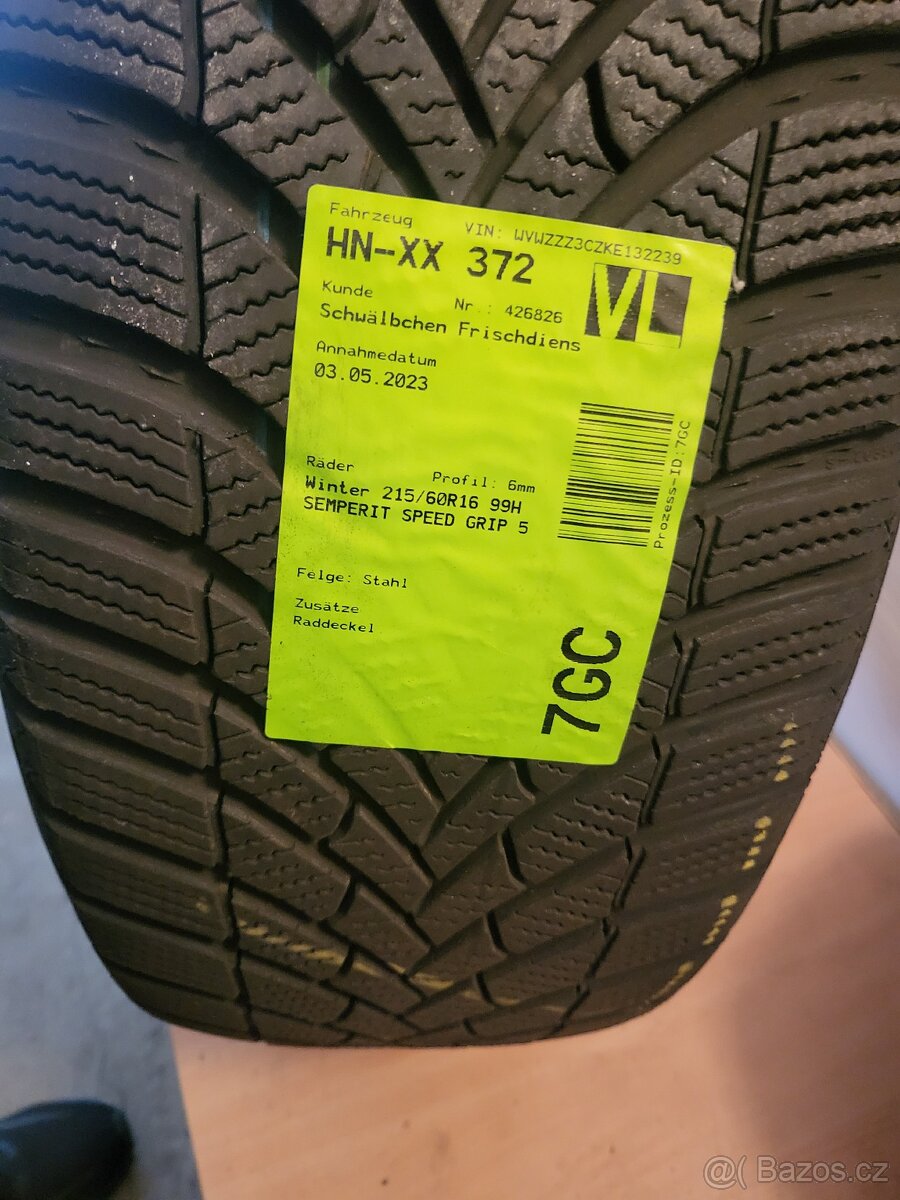 Fahrzeug
VIN: WVWZZZ3CZKE132239
HN-XX 372
VL
Kunde
Nr.: 426826
Schwälbchen Frischdiens
Annahmedatum
03.05.2023
Räder
Profil: 6mm
Winter 215/60R16 99H
SEMPERIT SPEED GRIP 5
Prozess-ID:7GC
Felge: Stahl
Zusätze
Raddeckel
7GC
@( Bazos.cz